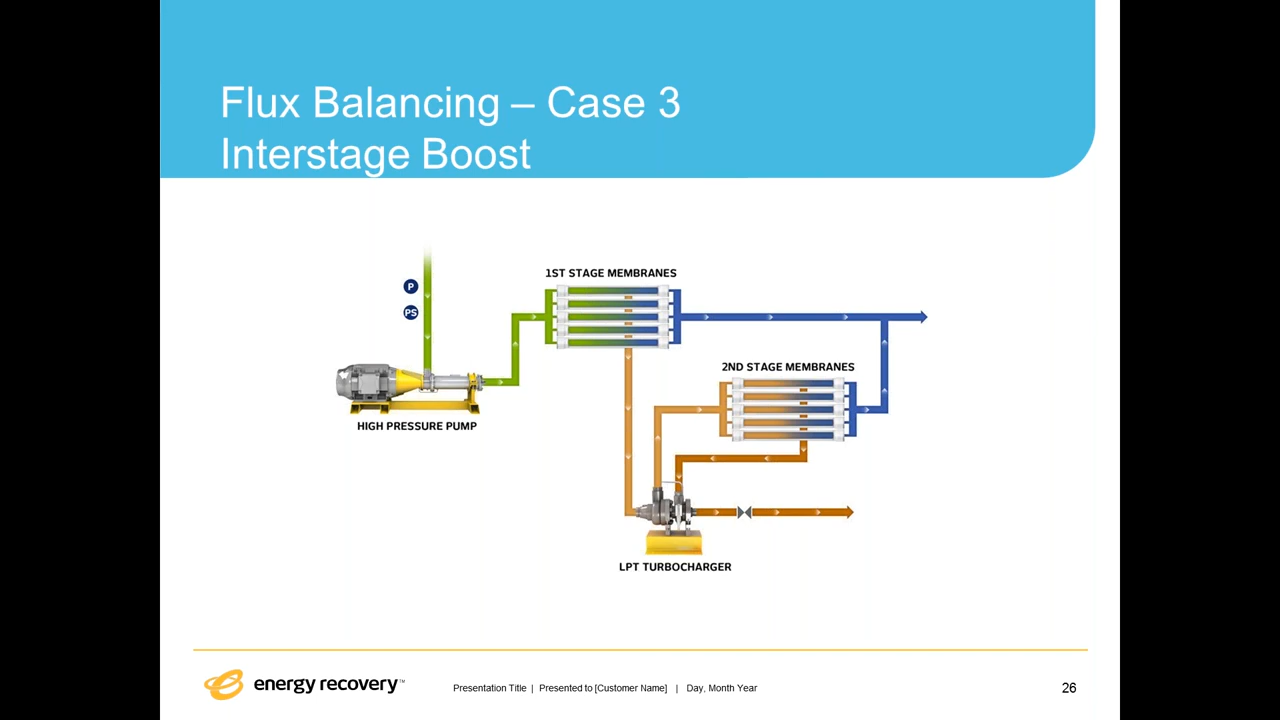 Flux Balancing – Case 3
Interstage Boost
1ST STAGE MEMBRANES
P
PS
2ND STAGE MEMBRANES
HIGH PRESSURE PUMP
LPT TURBOCHARGER
energy recovery™
Presentation Title | Presented to [Customer Name] | Day, Month Year
26